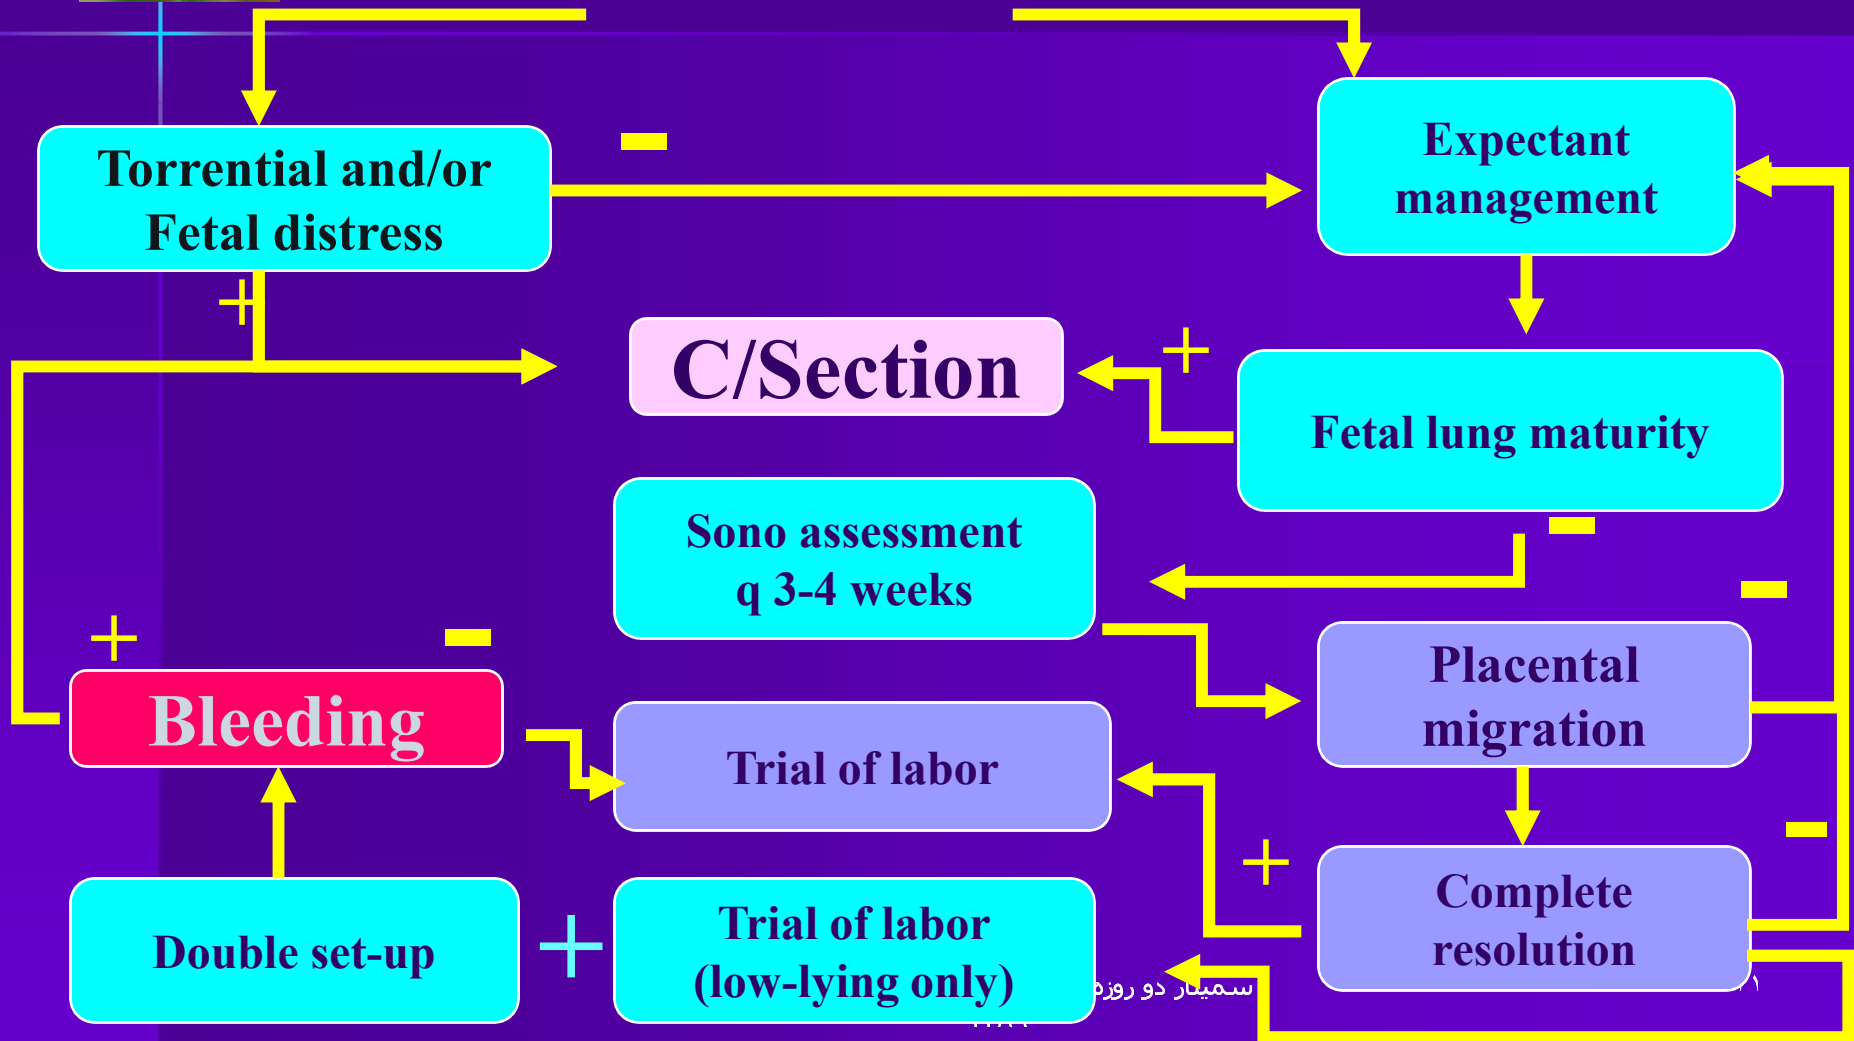 Torrential and/or
Fetal distress
-
Expectant
management
+
C/Section
+
Fetal lung maturity
Sono assessment
q 3-4 weeks
-
-
+
-
Placental
migration
Bleeding
Trial of labor
-
+
Complete
resolution
Double set-up
+
Trial of labor
(low-lying only)
سمینار دو روزه